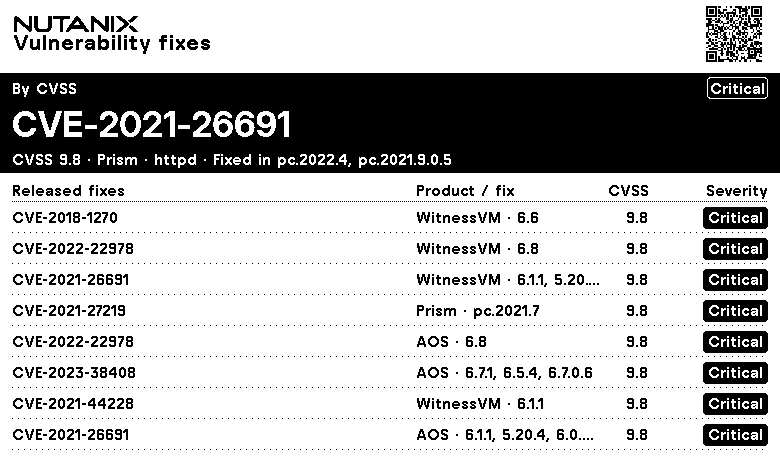 NUTANIX
Vulnerability fixes
By CVSS Critical
CVE-2021-26691
CVSS 9.8 · Prism · httpd · Fixed in pc.2022.4, pc.2021.9.0.5
Released fixes Product / fix CVSS Severity
CVE-2018-1270 WitnessVM · 6.6 9.8 Critical
CVE-2022-22978 WitnessVM · 6.8 9.8 Critical
CVE-2021-26691 WitnessVM · 6.1.1, 5.20.... 9.8 Critical
CVE-2021-27219 Prism · pc.2021.7 9.8 Critical
CVE-2022-22978 AOS · 6.8 9.8 Critical
CVE-2023-38408 AOS · 6.7.1, 6.5.4, 6.7.0.6 9.8 Critical
CVE-2021-44228 WitnessVM · 6.1.1 9.8 Critical
CVE-2021-26691 AOS · 6.1.1, 5.20.4, 6.0.... 9.8 Critical